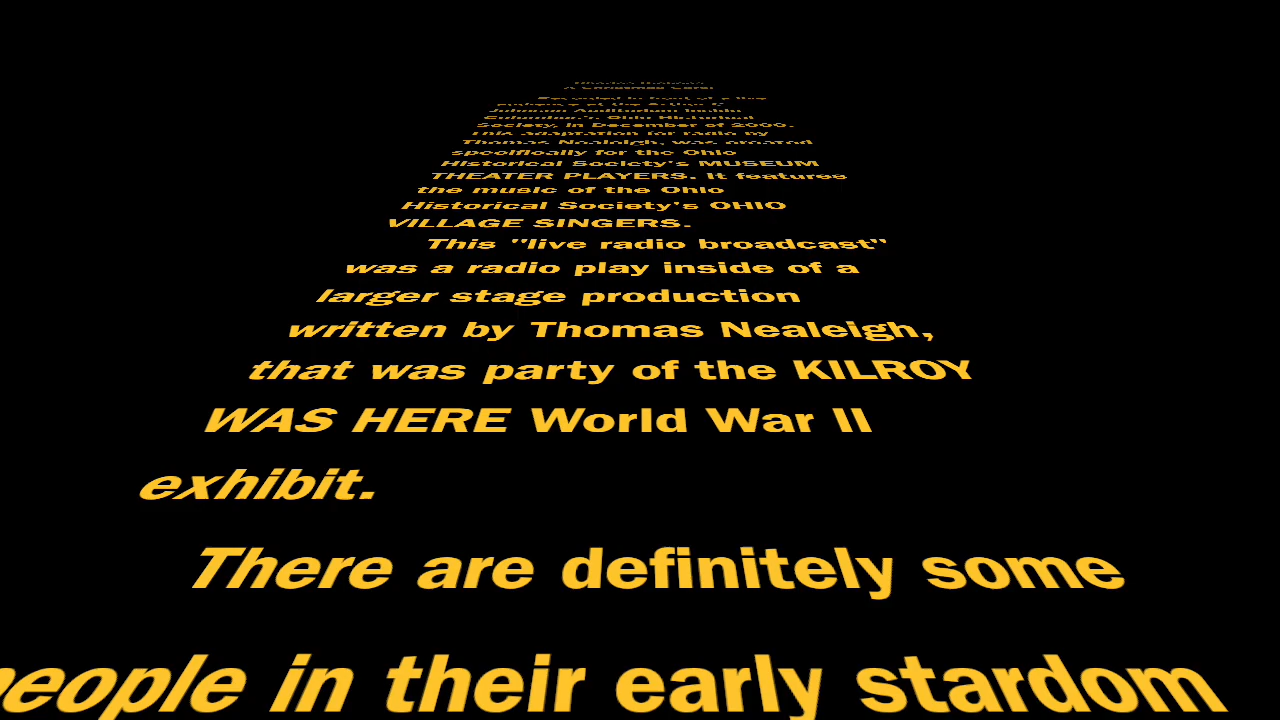 A Christmas Carol
Recorded in front of a live
audience at the
Johnson Auditorium inside
Columbus's Ohio Historical
Society, in December of 2000.
This adaptation for radio by
Thomas Nealeigh, was created
specifically for the Ohio
Historical Society's MUSEUM
THEATER PLAYERS. It features
the music of the Ohio
Historical Society's OHIO
VILLAGE SINGERS.
This "live radio broadcast"
was a radio play inside of a
larger stage production
written by Thomas Nealeigh,
that was party of the KILROY
WAS HERE World War II
exhibit.
There are definitely some
people in their early stardom